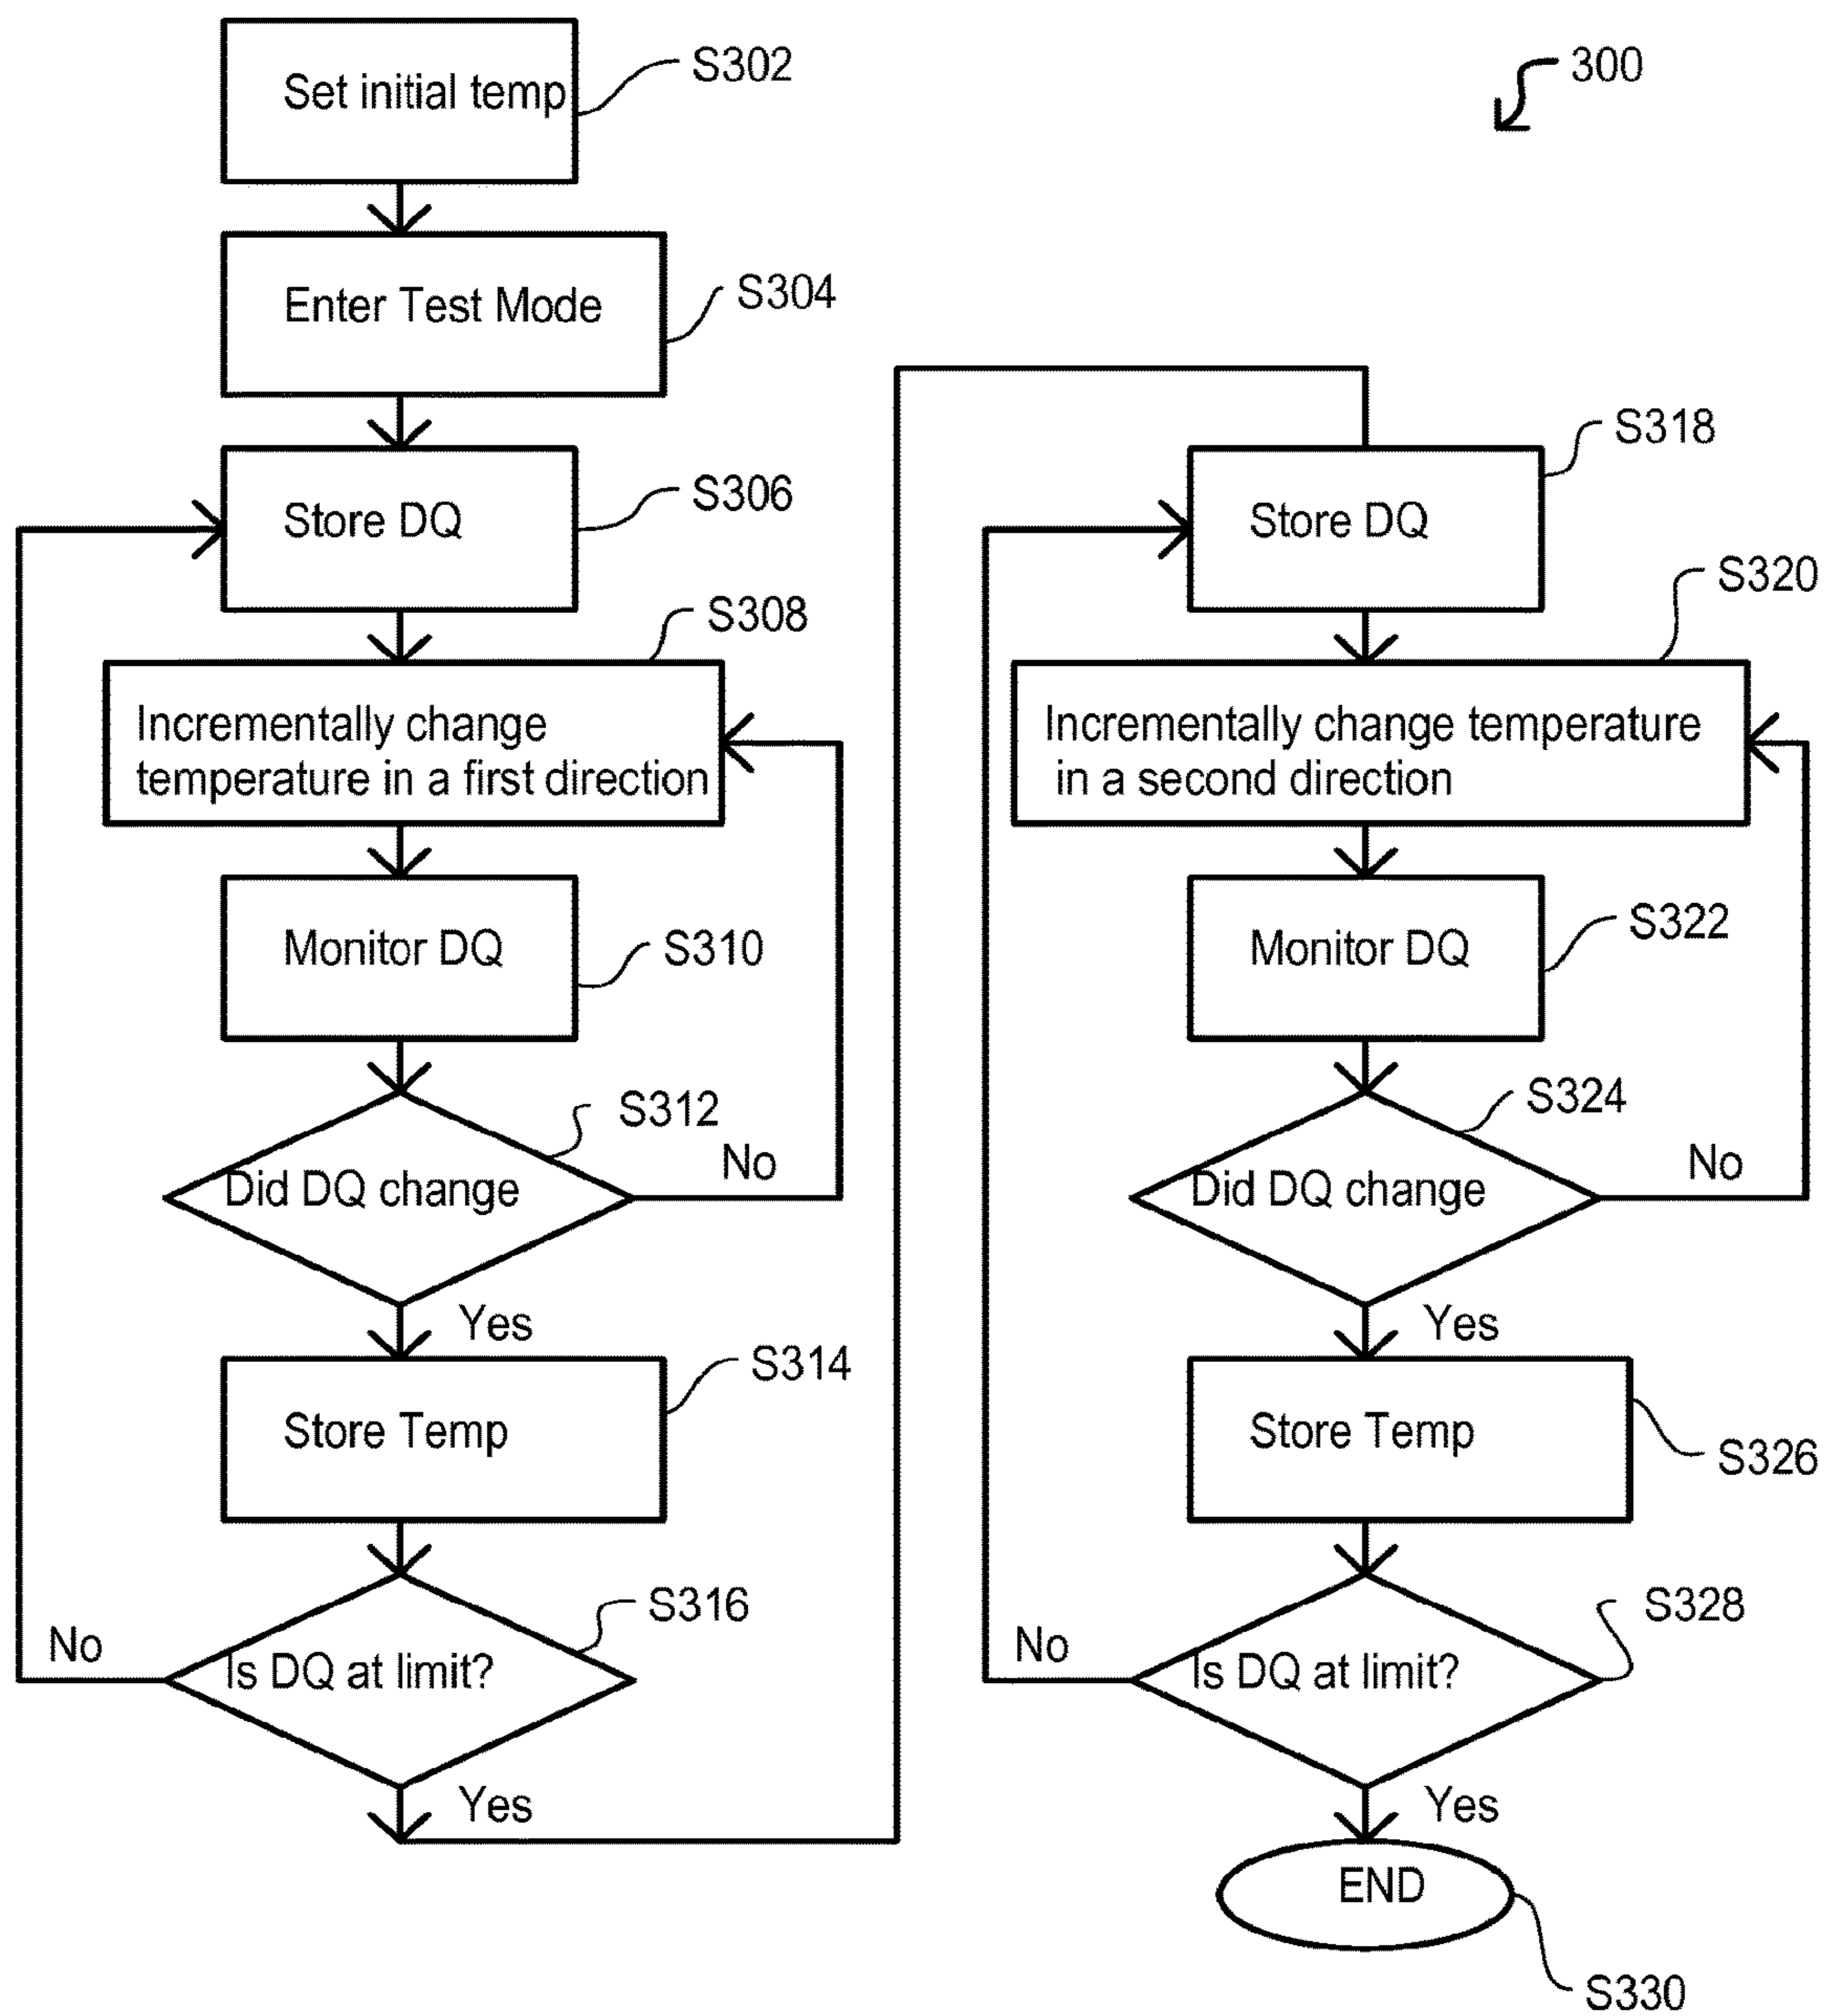 Set initial temp
S302
300
Enter Test Mode
S304
Store DQ
S306
S308
Incrementally change
temperature in a first direction
Monitor DQ
S310
S312
Did DQ change
No
Yes
Store Temp
S314
S316
Is DQ at limit?
No
Yes
S318
Store DQ
S320
Incrementally change temperature
in a second direction
Monitor DQ
S322
S324
Did DQ change
No
Yes
Store Temp
S326
S328
Is DQ at limit?
No
Yes
END
S330